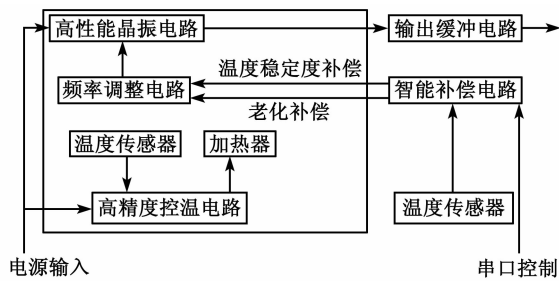 高性能晶振电路
输出缓冲电路
温度稳定度补偿
频率调整电路
智能补偿电路
老化补偿
温度传感器
加热器
高精度控温电路
温度传感器
电源输入
串口控制